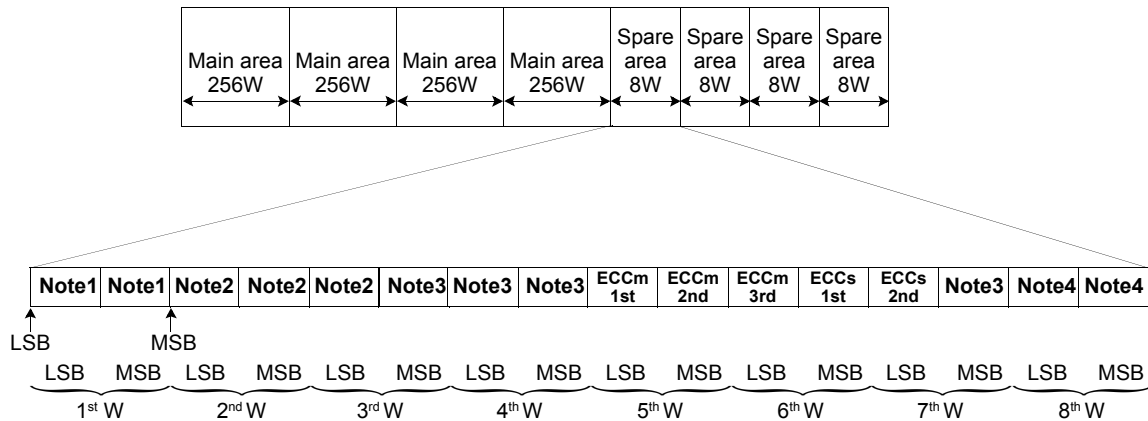 Main area 256W Main area 256W Main area 256W Main area 256W Spare area 8W Spare area 8W Spare area 8W Spare area 8W
Note1 Note1 Note2 Note2 Note2 Note3 Note3 Note3 ECCm 1st ECCm 2nd ECCm 3rd ECCs 1st ECCs 2nd Note3 Note4 Note4
LSB MSB
LSB MSB LSB MSB LSB MSB LSB MSB LSB MSB LSB MSB LSB MSB LSB MSB
1st W 2nd W 3rd W 4th W 5th W 6th W 7th W 8th W